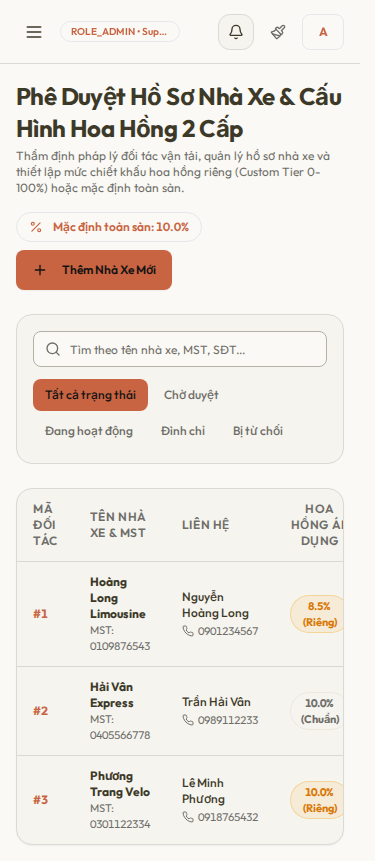 ROLE_ADMIN • Sup...
A
Phê Duyệt Hồ Sơ Nhà Xe & Cấu
Hình Hoa Hồng 2 Cấp
Thẩm định pháp lý đối tác vận tải, quản lý hồ sơ nhà xe và
thiết lập mức chiết khấu hoa hồng riêng (Custom Tier 0-
100%) hoặc mặc định toàn sàn.
Mặc định toàn sàn: 10.0%
Thêm Nhà Xe Mới
Tìm theo tên nhà xe, MST, SĐT...
Tất cả trạng thái
Chờ duyệt
Đang hoạt động
Đình chỉ
Bị từ chối
MÃ
ĐỐI
TÁC
TÊN NHÀ
XE & MST
LIÊN HỆ
HOA
HỒNG
DỤNG
#1
Hoàng
Long
Limousine
MST:
0109876543
Nguyễn
Hoàng Long
0901234567
8.5%
(Riêng)
#2
Hải Vân
Express
MST:
0405566778
Trần Hải Vân
0989112233
10.0%
(Chuẩn)
#3
Phương
Trang Velo
MST:
0301122334
Lê Minh
Phương
0918765432
10.0%
(Riêng)